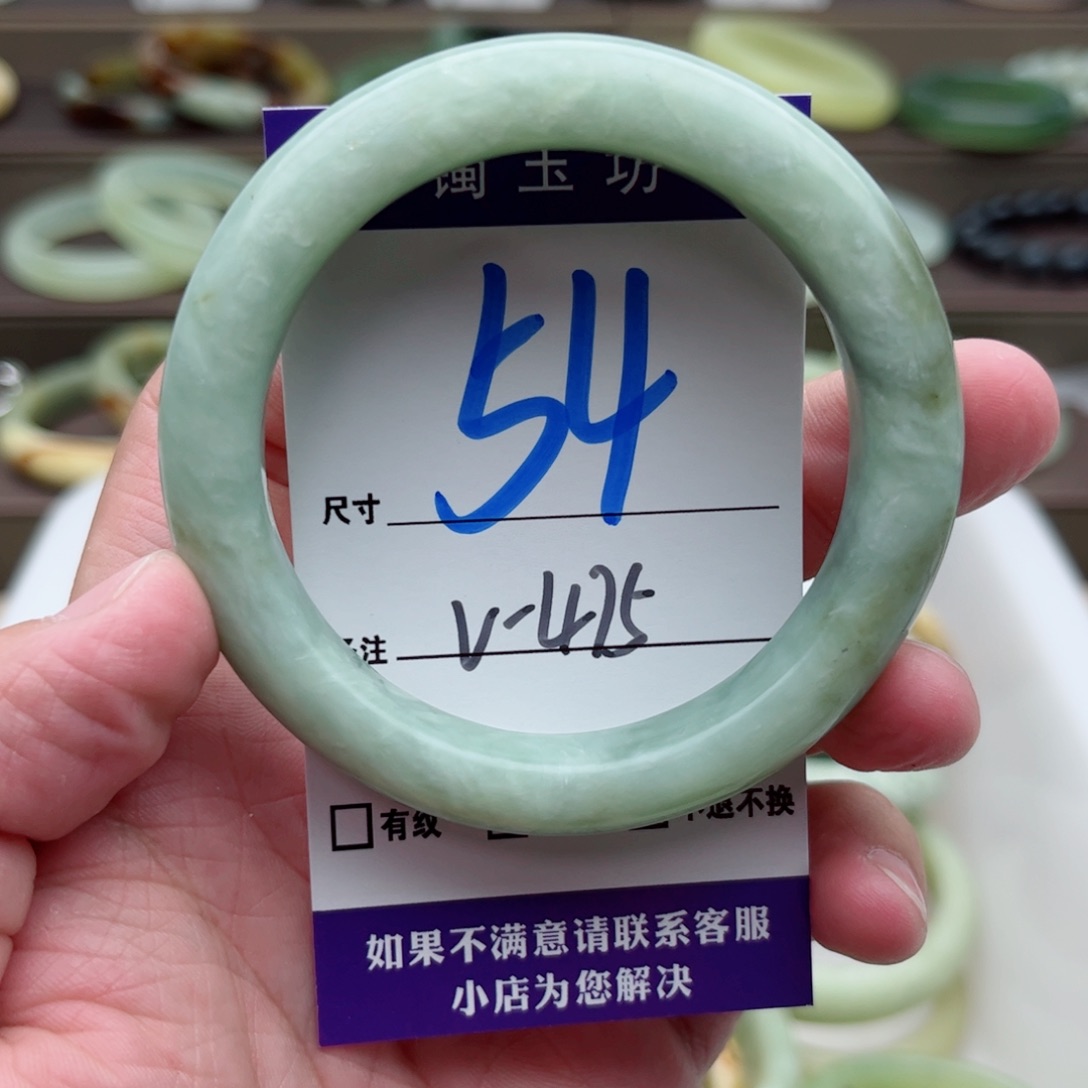 玉坊
尺寸 54
注 V-475
有纹 退不换
如果不满意请联系客服
小店为您解决